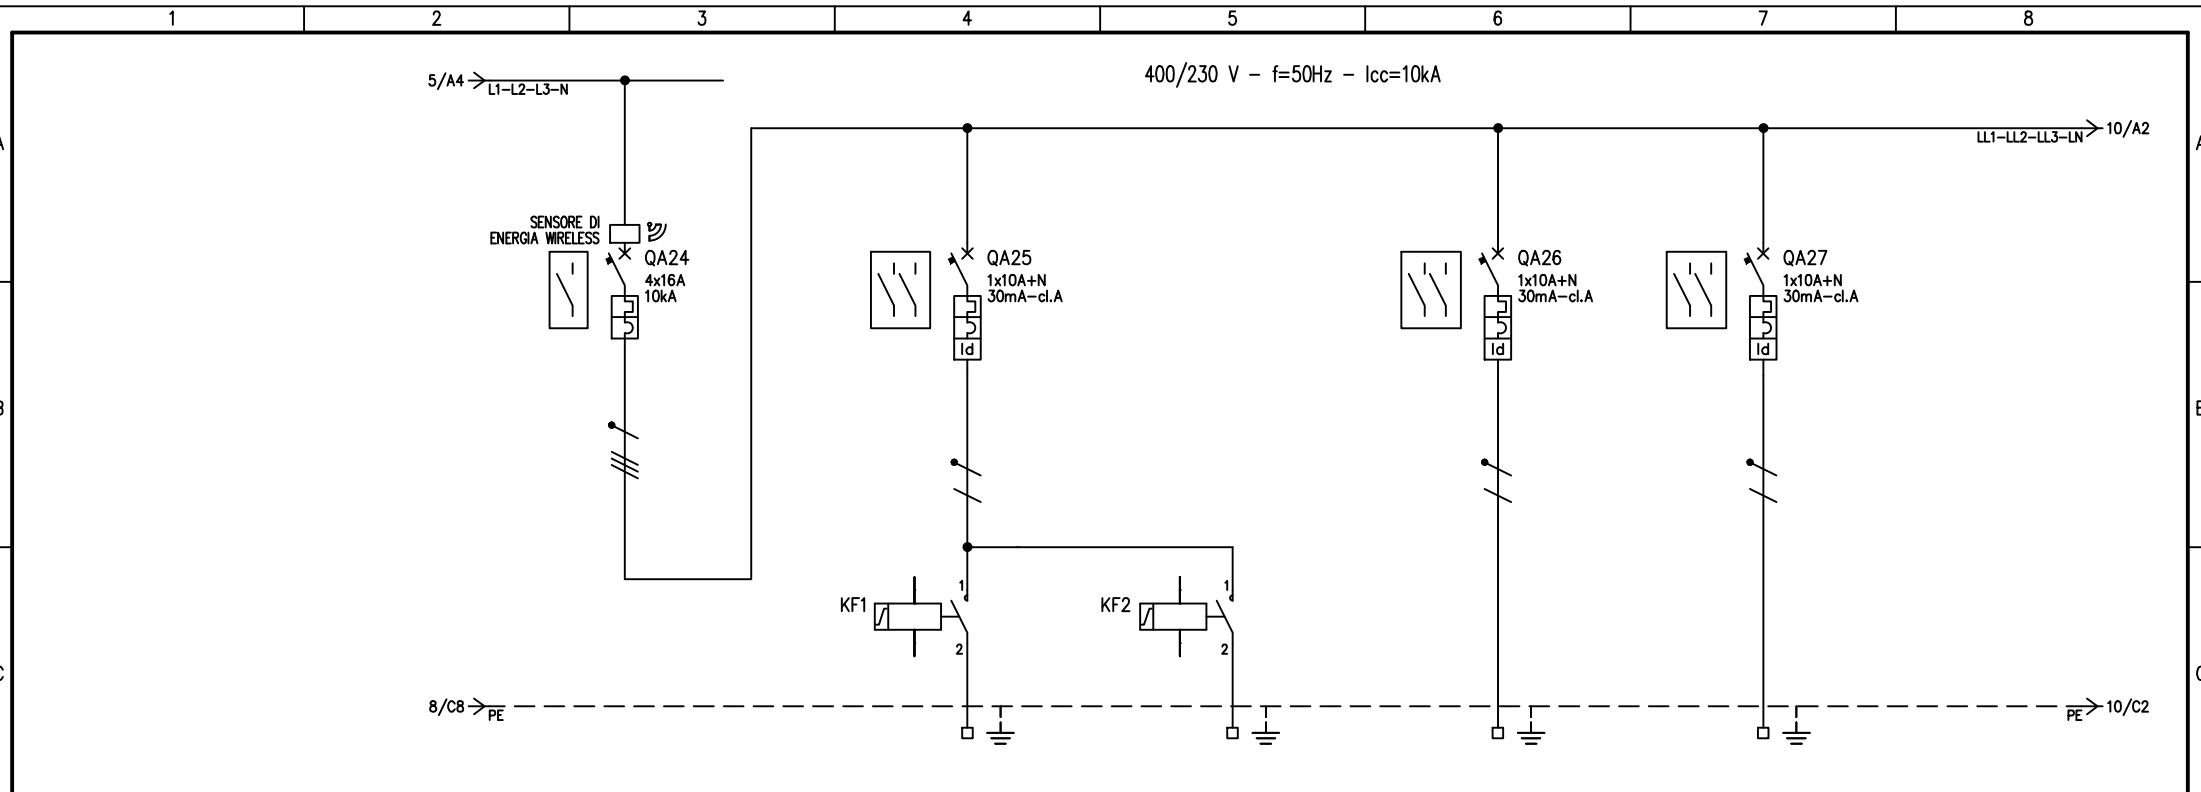 1 2 3 4 5 6 7 8
5/A4
L1-L2-L3-N
400/230 V - f=50Hz - Icc=10kA
LL1-LL2-LL3-LN
10/A2
A
A
SENSORE DI
ENERGIA WIRELESS
QA24
4x16A
10kA
QA25
1x10A+N
30mA-cl.A
Id
QA26
1x10A+N
30mA-cl.A
Id
QA27
1x10A+N
30mA-cl.A
Id
B
B
KF1
1
2
KF2
1
2
C
C
8/C8
PE
PE
10/C2